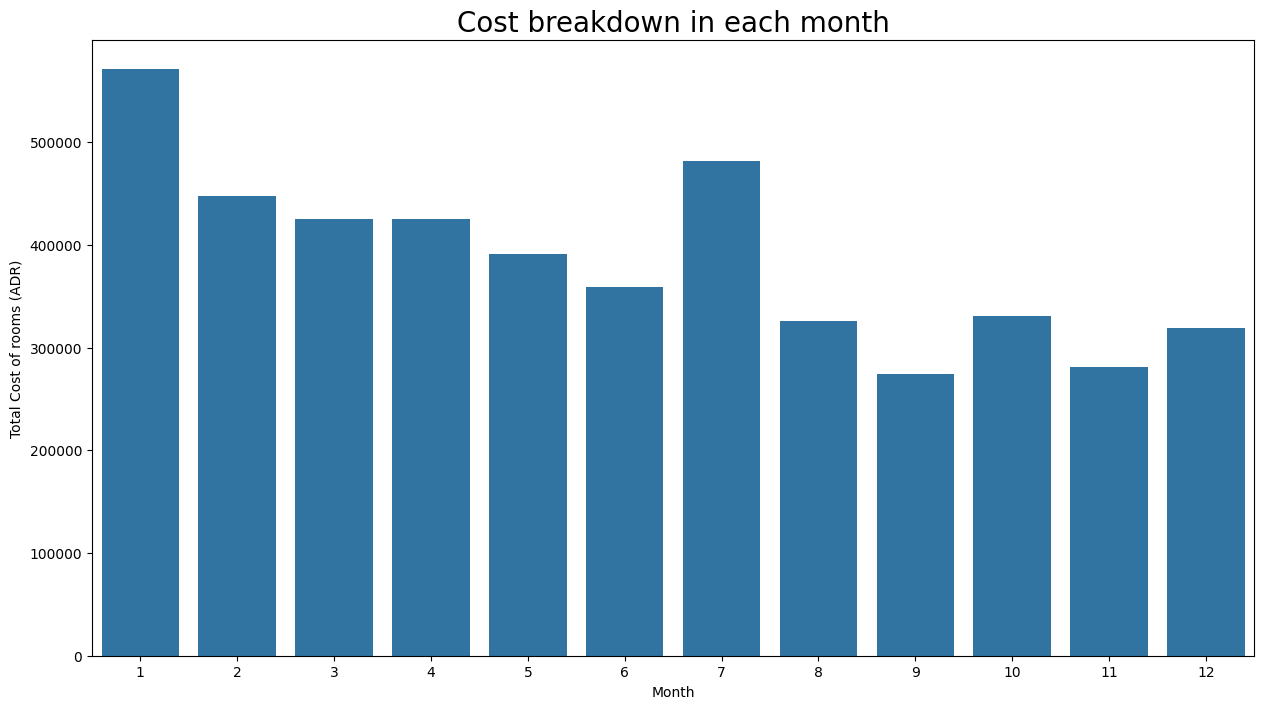 Cost breakdown in each month
Total Cost of rooms (ADR)
500000
400000
300000
200000
100000
0
1 2 3 4 5 6 7 8 9 10 11 12
Month